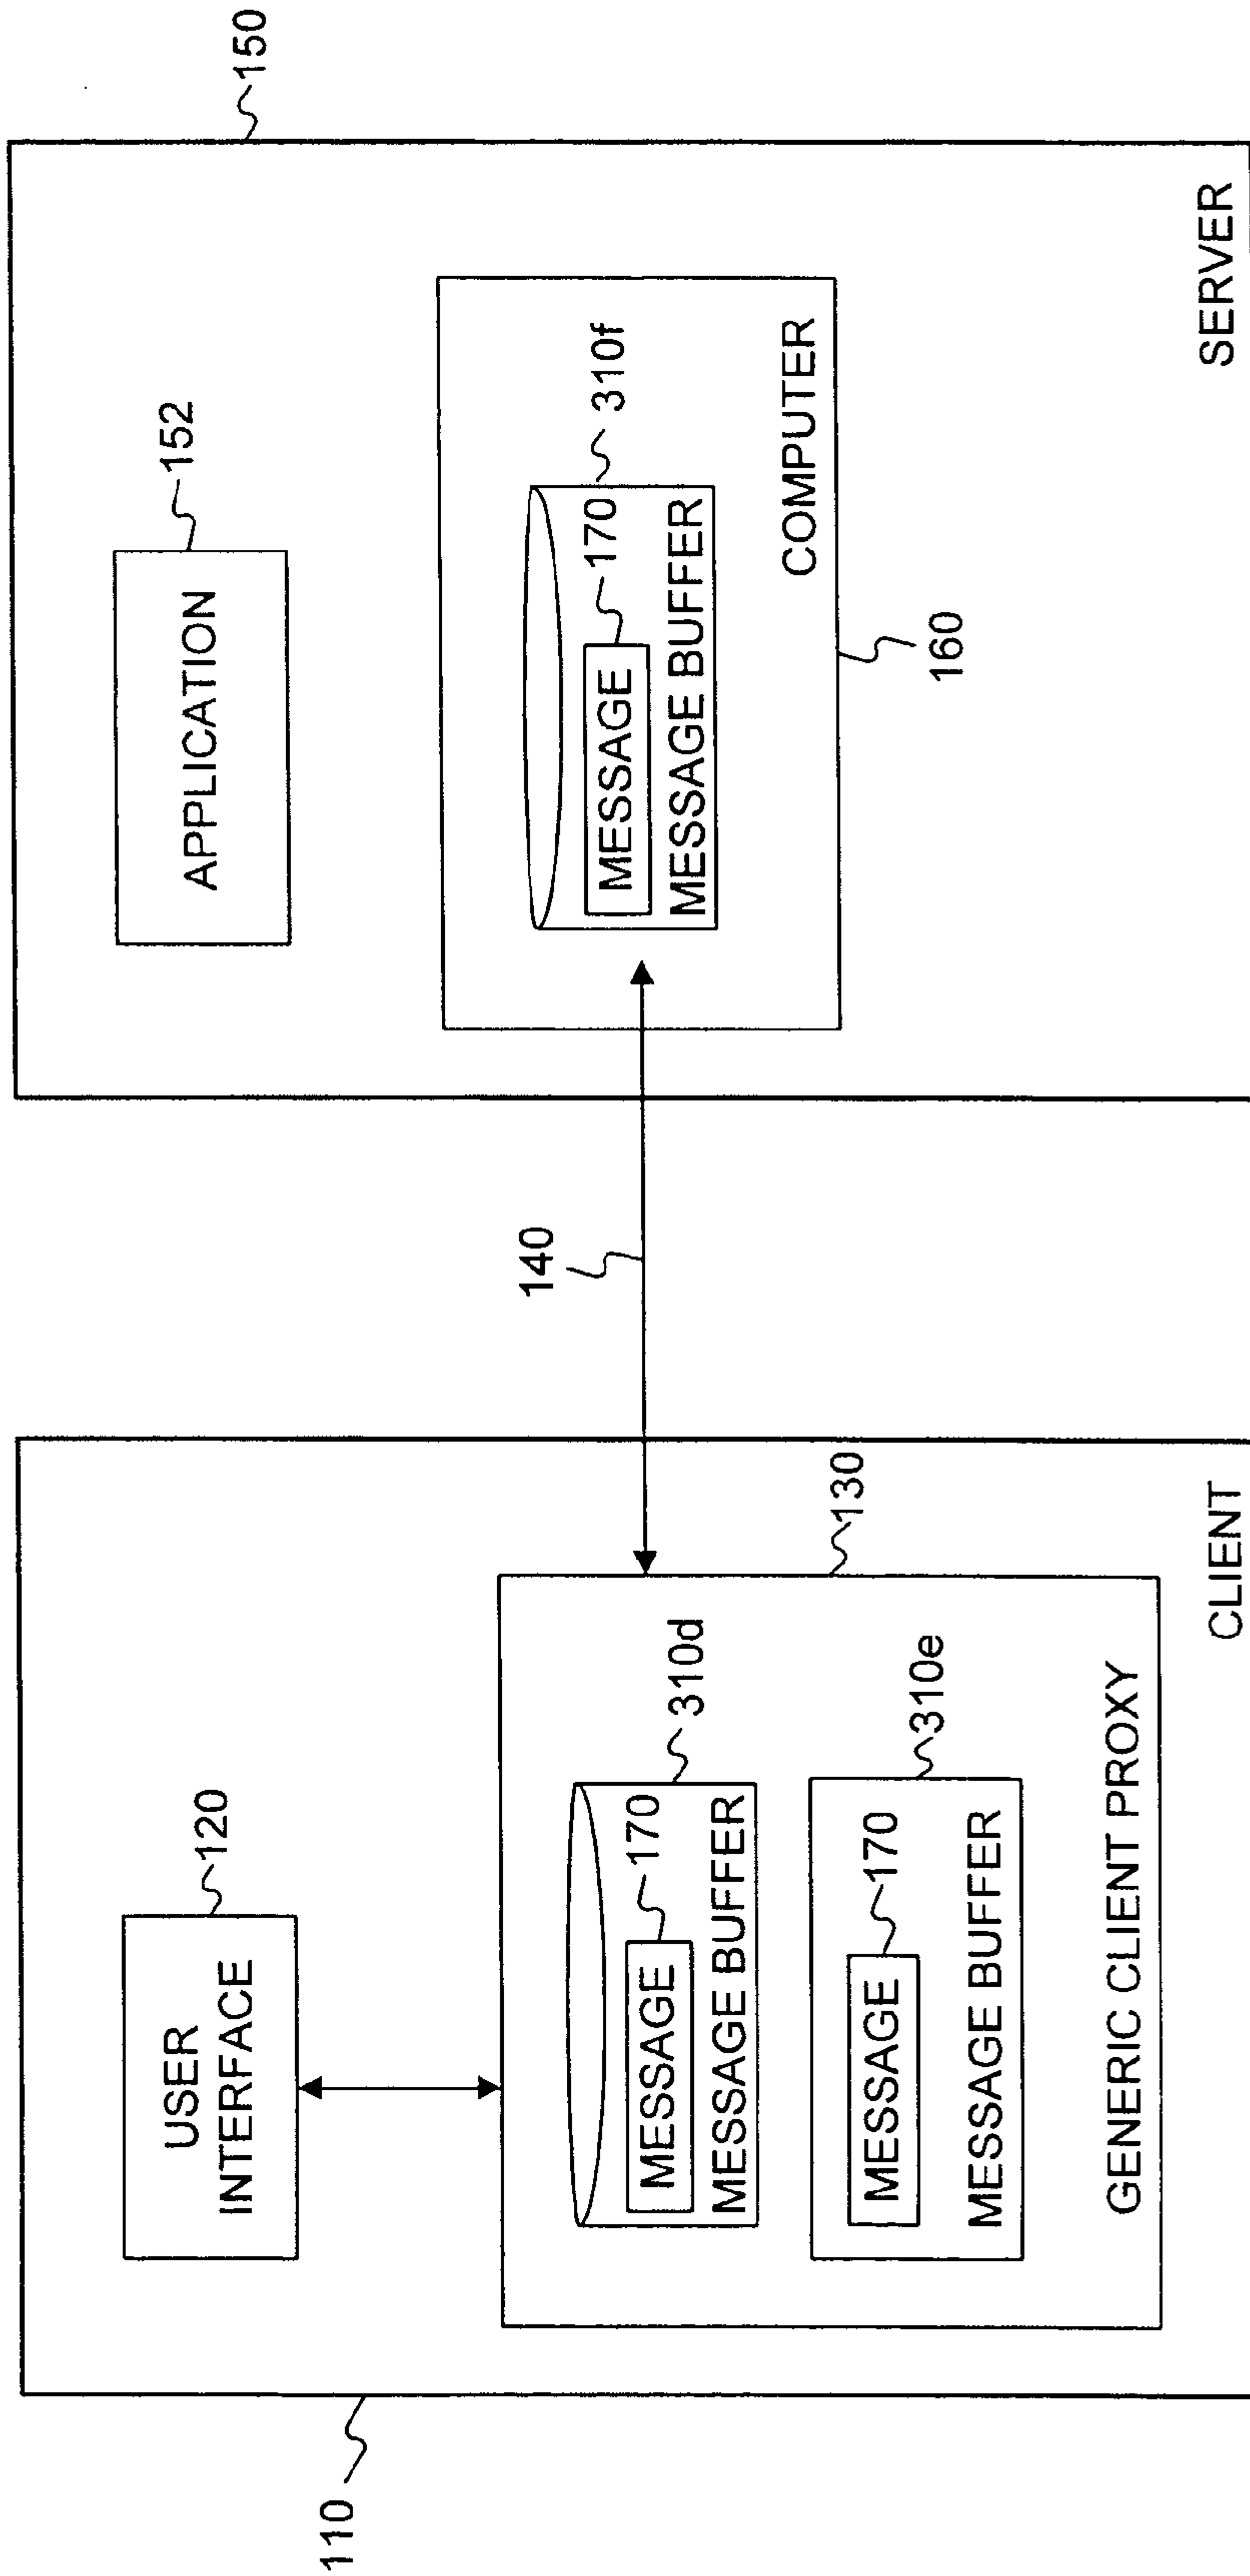 110
USER
INTERFACE
120
MESSAGE
170
MESSAGE BUFFER
310d
MESSAGE
170
MESSAGE BUFFER
310e
GENERIC CLIENT PROXY
130
CLIENT
140
APPLICATION
152
MESSAGE
170
MESSAGE BUFFER
310f
COMPUTER
160
SERVER
150